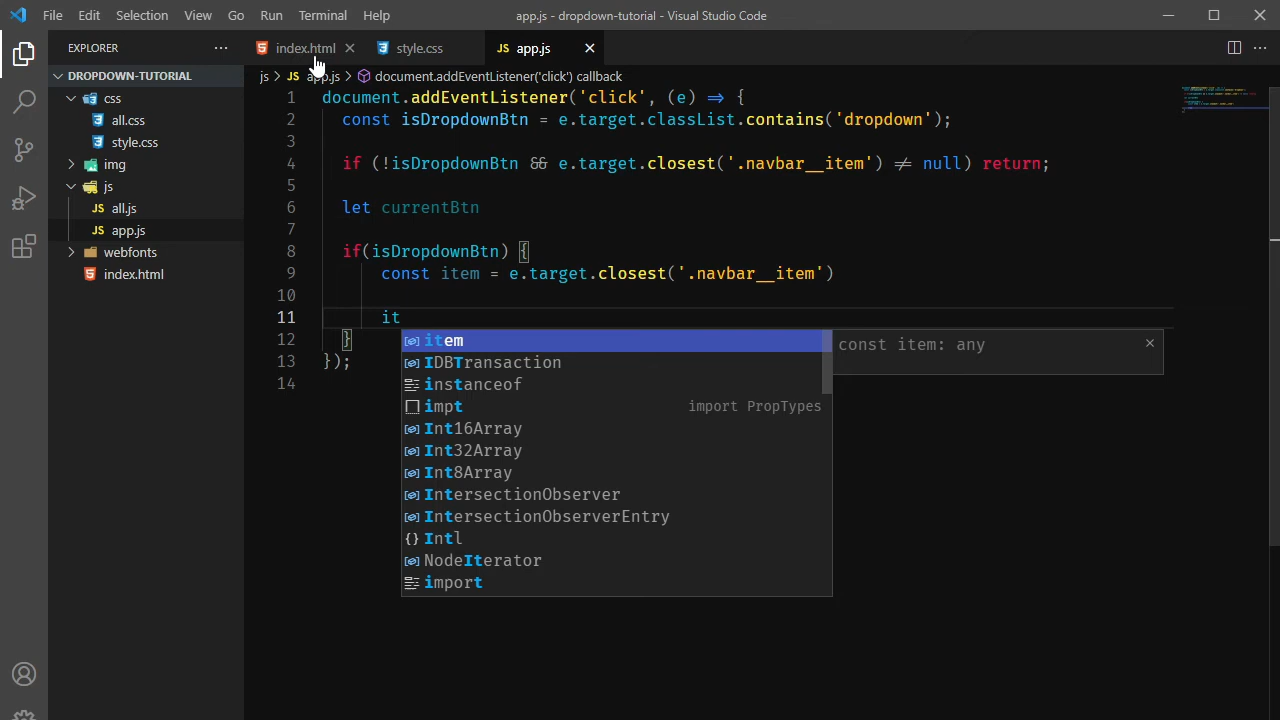 File Edit Selection View Go Run Terminal Help app.js - dropdown-tutorial - Visual Studio Code
EXPLORER
index.html style.css JS app.js
DROPDOWN-TUTORIAL
js > JS app.js > document.addEventListener('click') callback
css
all.css
style.css
img
js
JS all.js
JS app.js
webfonts
index.html
1 document.addEventListener('click', (e) ⇒ {
2 const isDropdownBtn = e.target.classList.contains('dropdown');
3
4 if (!isDropdownBtn && e.target.closest('.navbar__item') ≠ null) return;
5
6 let currentBtn
7
8 if(isDropdownBtn) {
9 const item = e.target.closest('.navbar__item')
10
11 it
12 }
13 });
14
item
const item: any
IDBTransaction
instanceof
impt import PropTypes
Int16Array
Int32Array
Int8Array
IntersectionObserver
IntersectionObserverEntry
{} Intl
NodeIterator
import